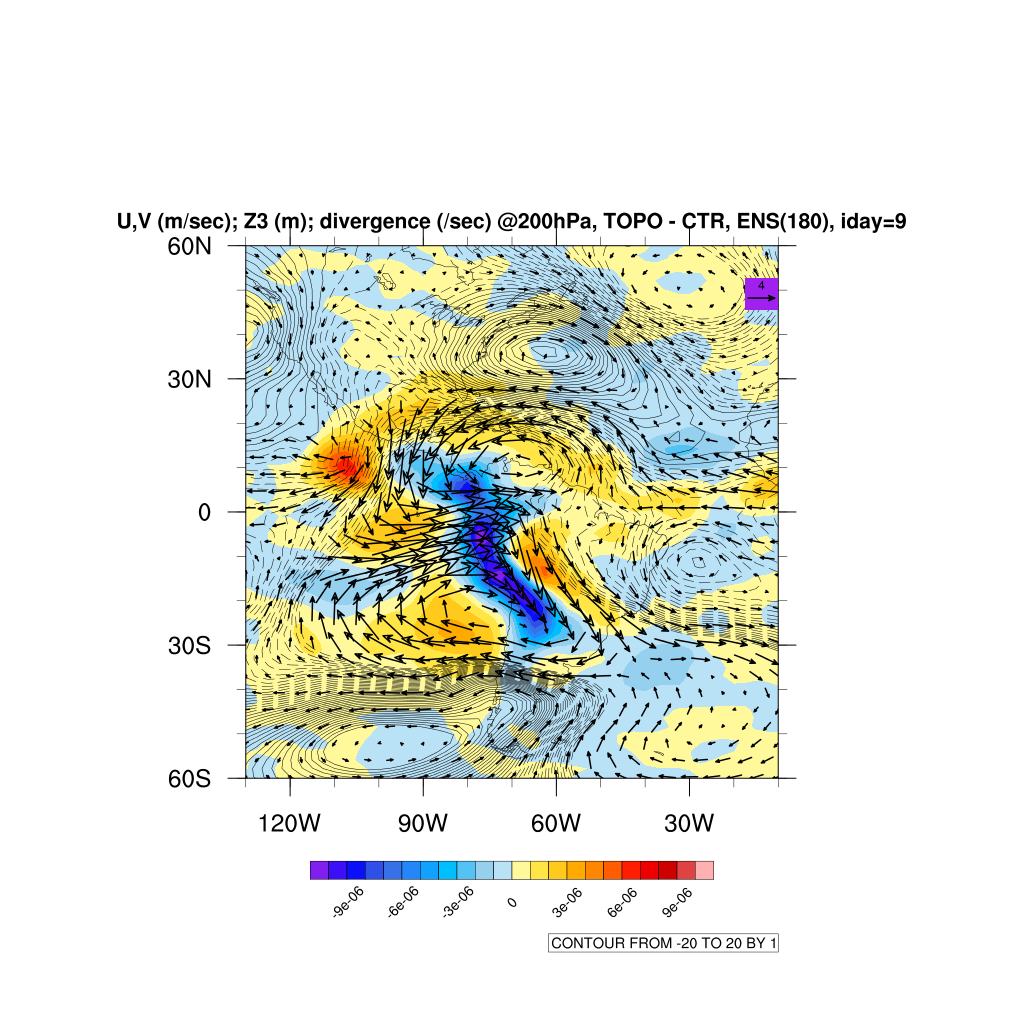 U,V (m/sec); Z3 (m); divergence (/sec) @200hPa, TOPO - CTR, ENS(180), iday=9
60N
4
30N
0
30S
60S
120W 90W 60W 30W
-9e-06 -6e-06 -3e-06 0 3e-06 6e-06 9e-06
CONTOUR FROM -20 TO 20 BY 1